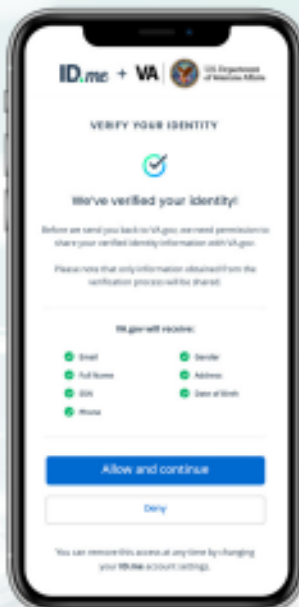 ID.me + VA U.S. Department of Veterans Affairs
VERIFY YOUR IDENTITY
We've verified your identity!
Before we send you back to VA.gov, we need permission to
share your verified identity information with VA.gov.
Please note that only information obtained from the
verification process will be shared.
VA.gov will receive:
Email Gender
Full Name Address
SSN Date of Birth
Phone
Allow and continue
Deny
You can remove this access at any time by changing
your ID.me account settings.